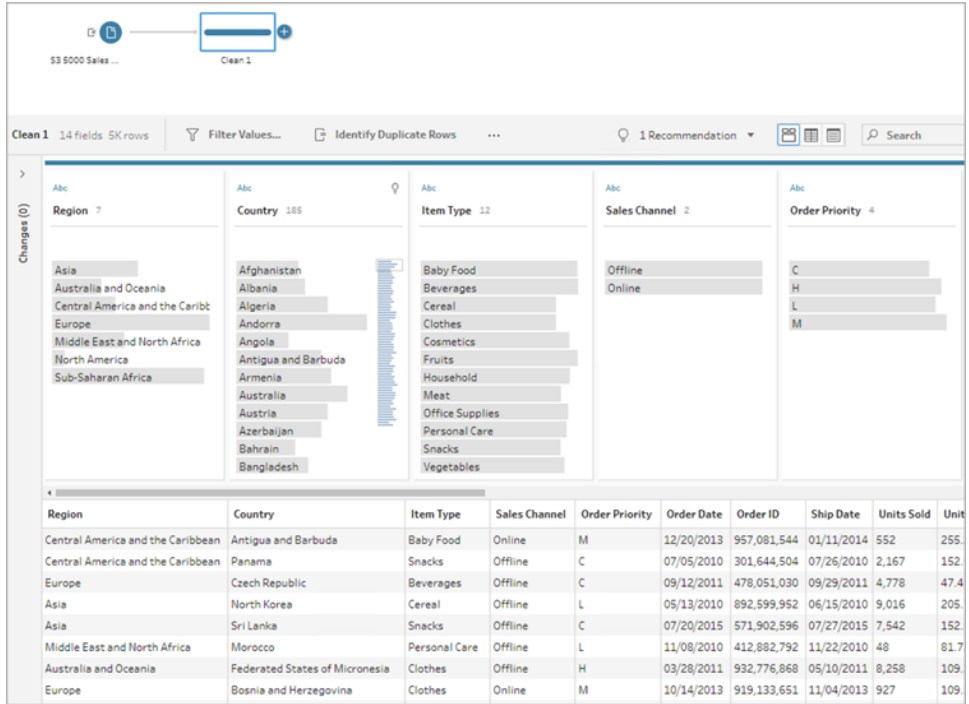 S3 5000 Sales ...
Clean 1
Clean 1 14 fields 5K rows Filter Values... Identify Duplicate Rows ... 1 Recommendation Search
Changes (0)
Abc Abc Abc Abc Abc
Region 7 Country 185 Item Type 12 Sales Channel 2 Order Priority 4
Asia Afghanistan Baby Food Offline C
Australia and Oceania Albania Beverages Online H
Central America and the Caribb Algeria Cereal L
Europe Andorra Clothes M
Middle East and North Africa Angola Cosmetics
North America Antigua and Barbuda Fruits
Sub-Saharan Africa Armenia Household
Australia Meat
Austria Office Supplies
Azerbaijan Personal Care
Bahrain Snacks
Bangladesh Vegetables
Region Country Item Type Sales Channel Order Priority Order Date Order ID Ship Date Units Sold Unit
Central America and the Caribbean Antigua and Barbuda Baby Food Online M 12/20/2013 957,081,544 01/11/2014 552 255.
Central America and the Caribbean Panama Snacks Offline C 07/05/2010 301,644,504 07/26/2010 2,167 152.
Europe Czech Republic Beverages Offline C 09/12/2011 478,051,030 09/29/2011 4,778 47.4
Asia North Korea Cereal Offline L 05/13/2010 892,599,952 06/15/2010 9,016 205.
Asia Sri Lanka Snacks Offline C 07/20/2015 571,902,596 07/27/2015 7,542 152.
Middle East and North Africa Morocco Personal Care Offline L 11/08/2010 412,882,792 11/22/2010 48 81.7
Australia and Oceania Federated States of Micronesia Clothes Offline H 03/28/2011 932,776,868 05/10/2011 8,258 109.
Europe Bosnia and Herzegovina Clothes Online M 10/14/2013 919,133,651 11/04/2013 927 109.